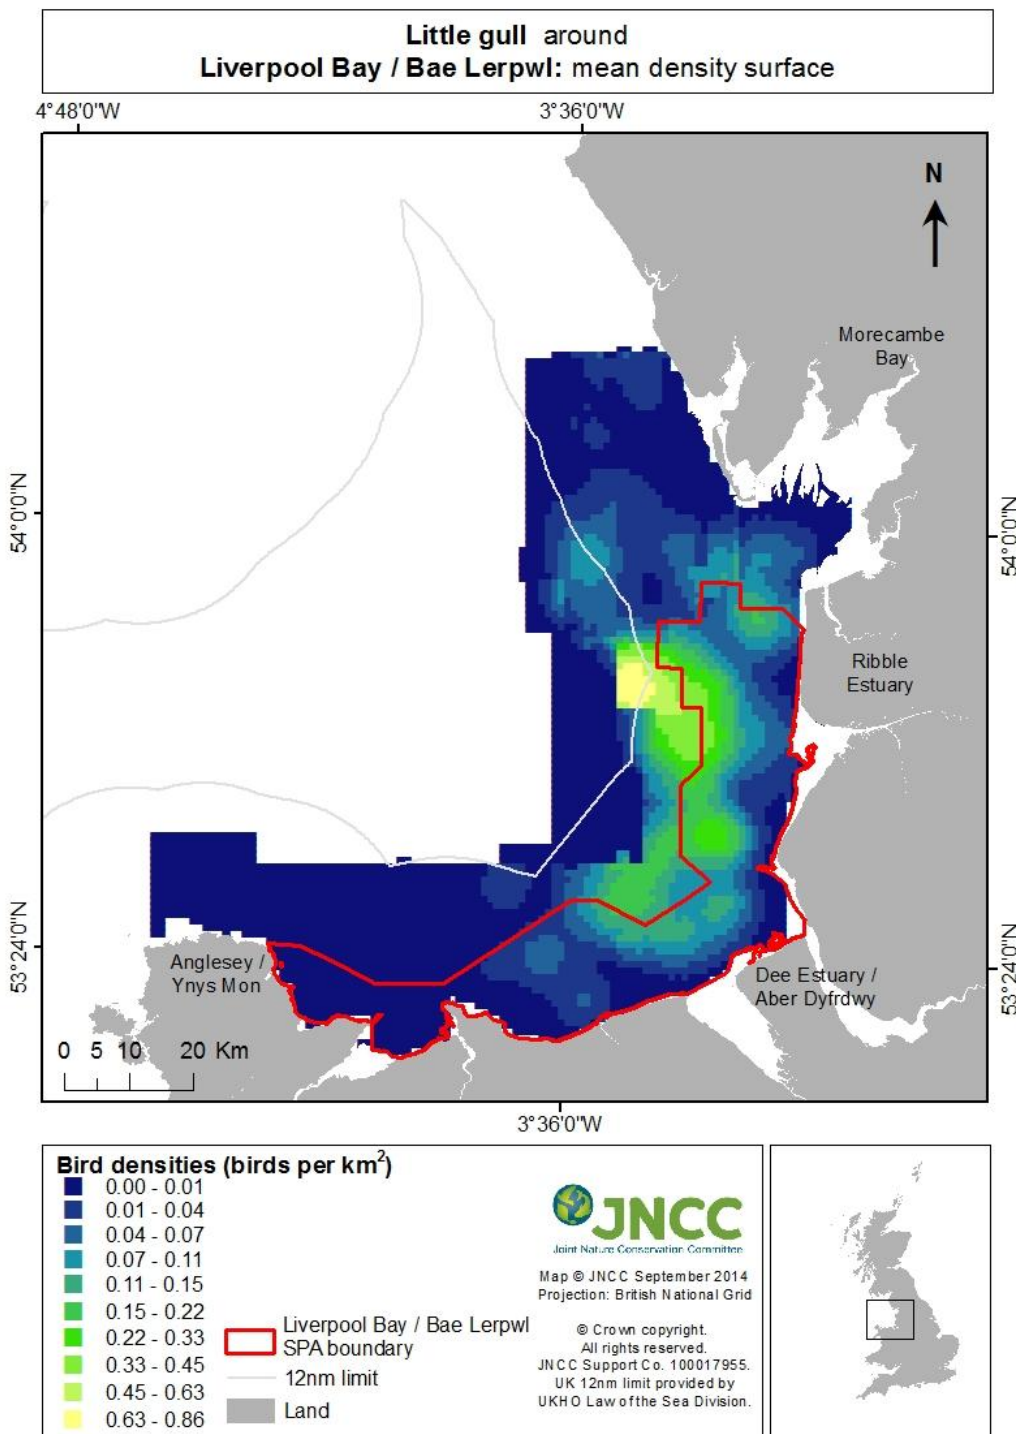 Little gull around
Liverpool Bay / Bae Lerpwl: mean density surface
4°48'0"W
3°36'0"W
N
Morecambe
Bay
54°0'0"N
54°0'0"N
Ribble
Estuary
53°24'0"N
53°24'0"N
Anglesey /
Ynys Mon
Dee Estuary /
Aber Dyfrdwy
0 5 10 20 Km
3°36'0"W
Bird densities (birds per km²)
0.00 - 0.01
0.01 - 0.04
0.04 - 0.07
0.07 - 0.11
0.11 - 0.15
0.15 - 0.22
0.22 - 0.33
0.33 - 0.45
0.45 - 0.63
0.63 - 0.86
Liverpool Bay / Bae Lerpwl
SPA boundary
12nm limit
Land
JNCC
Joint Nature Conservation Committee
Map © JNCC September 2014
Projection: British National Grid
© Crown copyright.
All rights reserved.
JNCC Support Co. 100017955.
UK 12nm limit provided by
UKHO Law of the Sea Division.